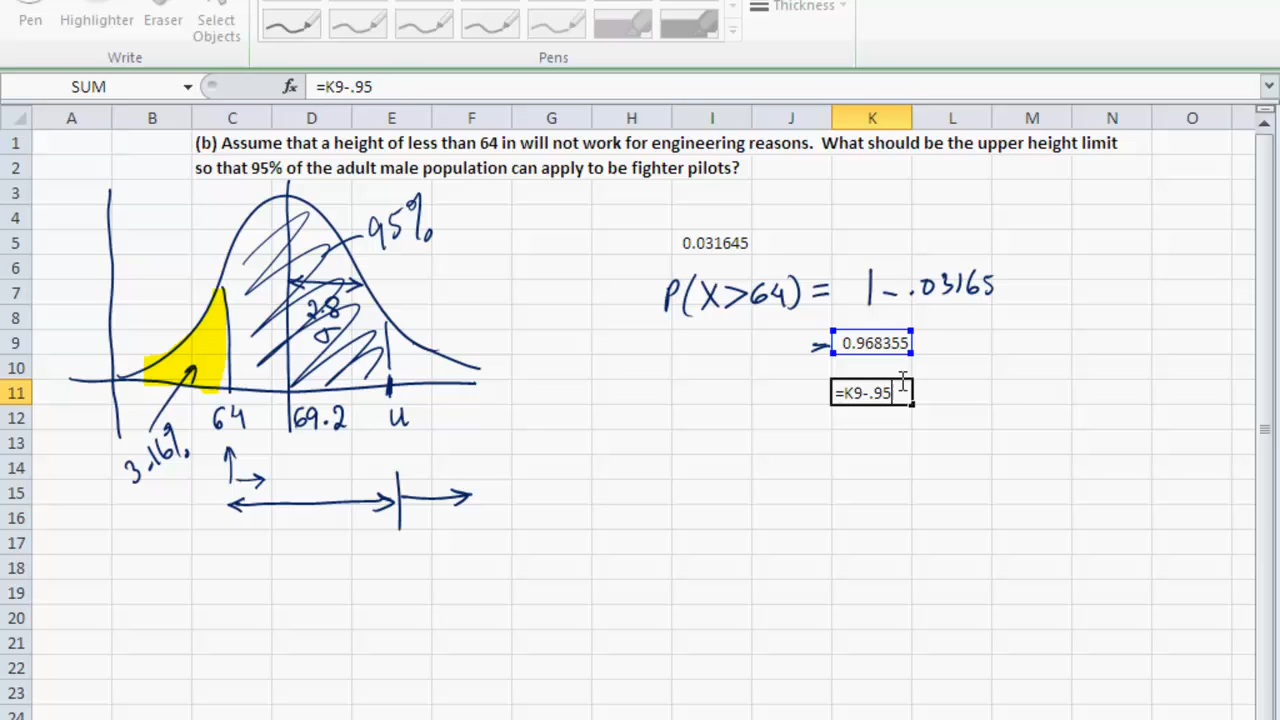 Pen
Highlighter
Eraser
Select Objects
Thickness
Write
Pens
SUM
fx
=K9-.95
A B C D E F G H I J K L M N O
1 (b) Assume that a height of less than 64 in will not work for engineering reasons. What should be the upper height limit
2 so that 95% of the adult male population can apply to be fighter pilots?
3
4
95%
5 0.031645
6
7 P(X>64) = 1-.03165
2.8
8
σ
9 = 0.968355
10
11 =K9-.95
12 64 69.2 u
13
3.16%
14
15
16
17
18
19
20
21
22
23
24